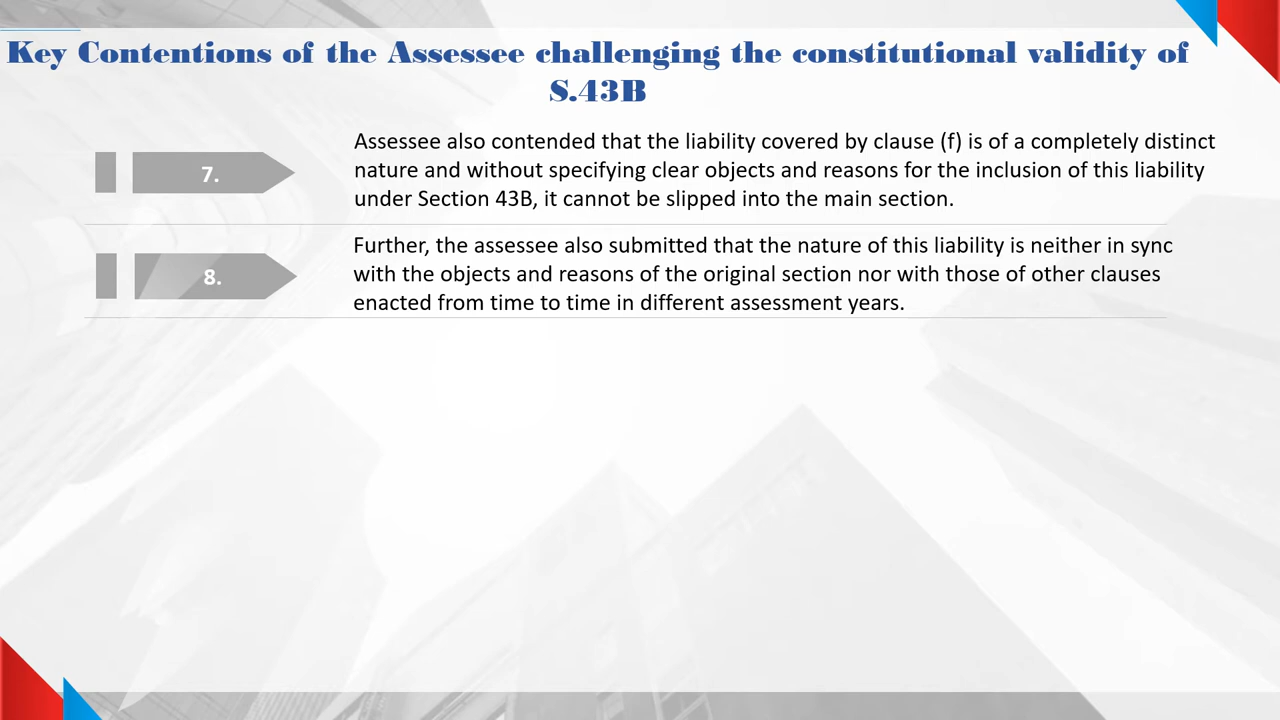 Key Contentions of the Assessee challenging the constitutional validity of
S.43B
7.
Assessee also contended that the liability covered by clause (f) is of a completely distinct
nature and without specifying clear objects and reasons for the inclusion of this liability
under Section 43B, it cannot be slipped into the main section.
8.
Further, the assessee also submitted that the nature of this liability is neither in sync
with the objects and reasons of the original section nor with those of other clauses
enacted from time to time in different assessment years.